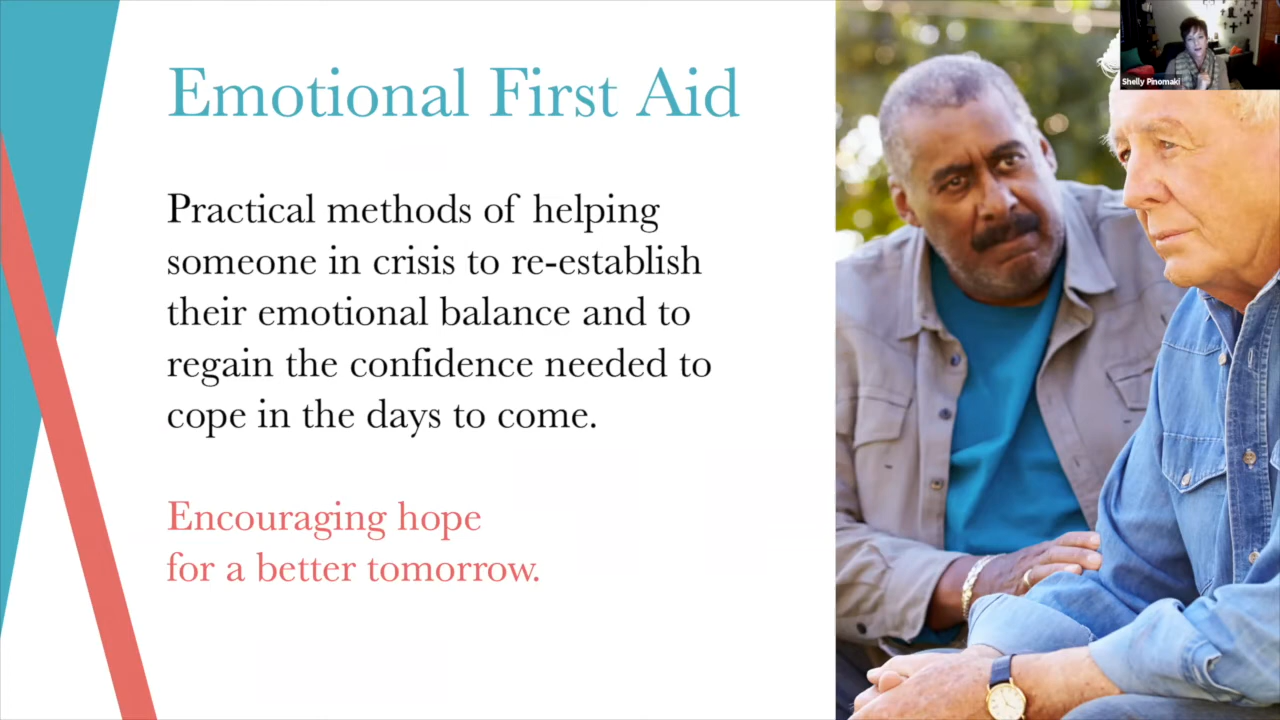 Emotional First Aid
Shelly Pinomaki
Practical methods of helping
someone in crisis to re-establish
their emotional balance and to
regain the confidence needed to
cope in the days to come.
Encouraging hope
for a better tomorrow.